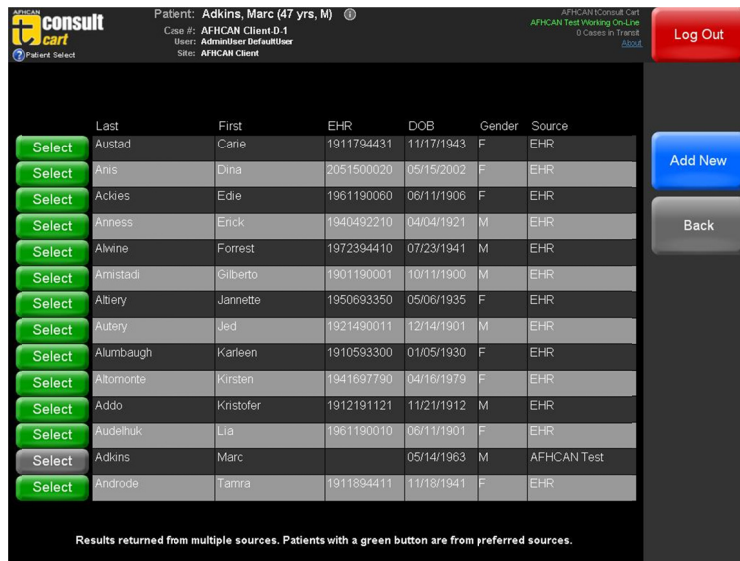 AFHCAN
t consult
cart
? Patient Select
Patient: Adkins, Marc (47 yrs, M) i
Case #: AFHCAN Client-D-1
User: AdminUser DefaultUser
Site: AFHCAN Client
AFHCAN tConsult Cart
AFHCAN Test Working On-Line
0 Cases in Transit
About
Log Out
Add New
Back
Last First EHR DOB Gender Source
Select Austad Carie 1911794431 11/17/1943 F EHR
Select Anis Dina 2051500020 05/15/2002 F EHR
Select Ackies Edie 1961190060 06/11/1906 F EHR
Select Anness Erick 1940492210 04/04/1921 M EHR
Select Alwine Forrest 1972394410 07/23/1941 M EHR
Select Amistadi Gilberto 1901190001 10/11/1900 M EHR
Select Altiery Jannette 1950693350 05/06/1935 F EHR
Select Autery Jed 1921490011 12/14/1901 M EHR
Select Alumbaugh Karleen 1910593300 01/05/1930 F EHR
Select Altomonte Kirsten 1941697790 04/16/1979 F EHR
Select Addo Kristofer 1912191121 11/21/1912 M EHR
Select Audelhuk Lia 1961190010 06/11/1901 F EHR
Select Adkins Marc 05/14/1963 M AFHCAN Test
Select Androde Tamra 1911894411 11/18/1941 F EHR
Results returned from multiple sources. Patients with a green button are from preferred sources.